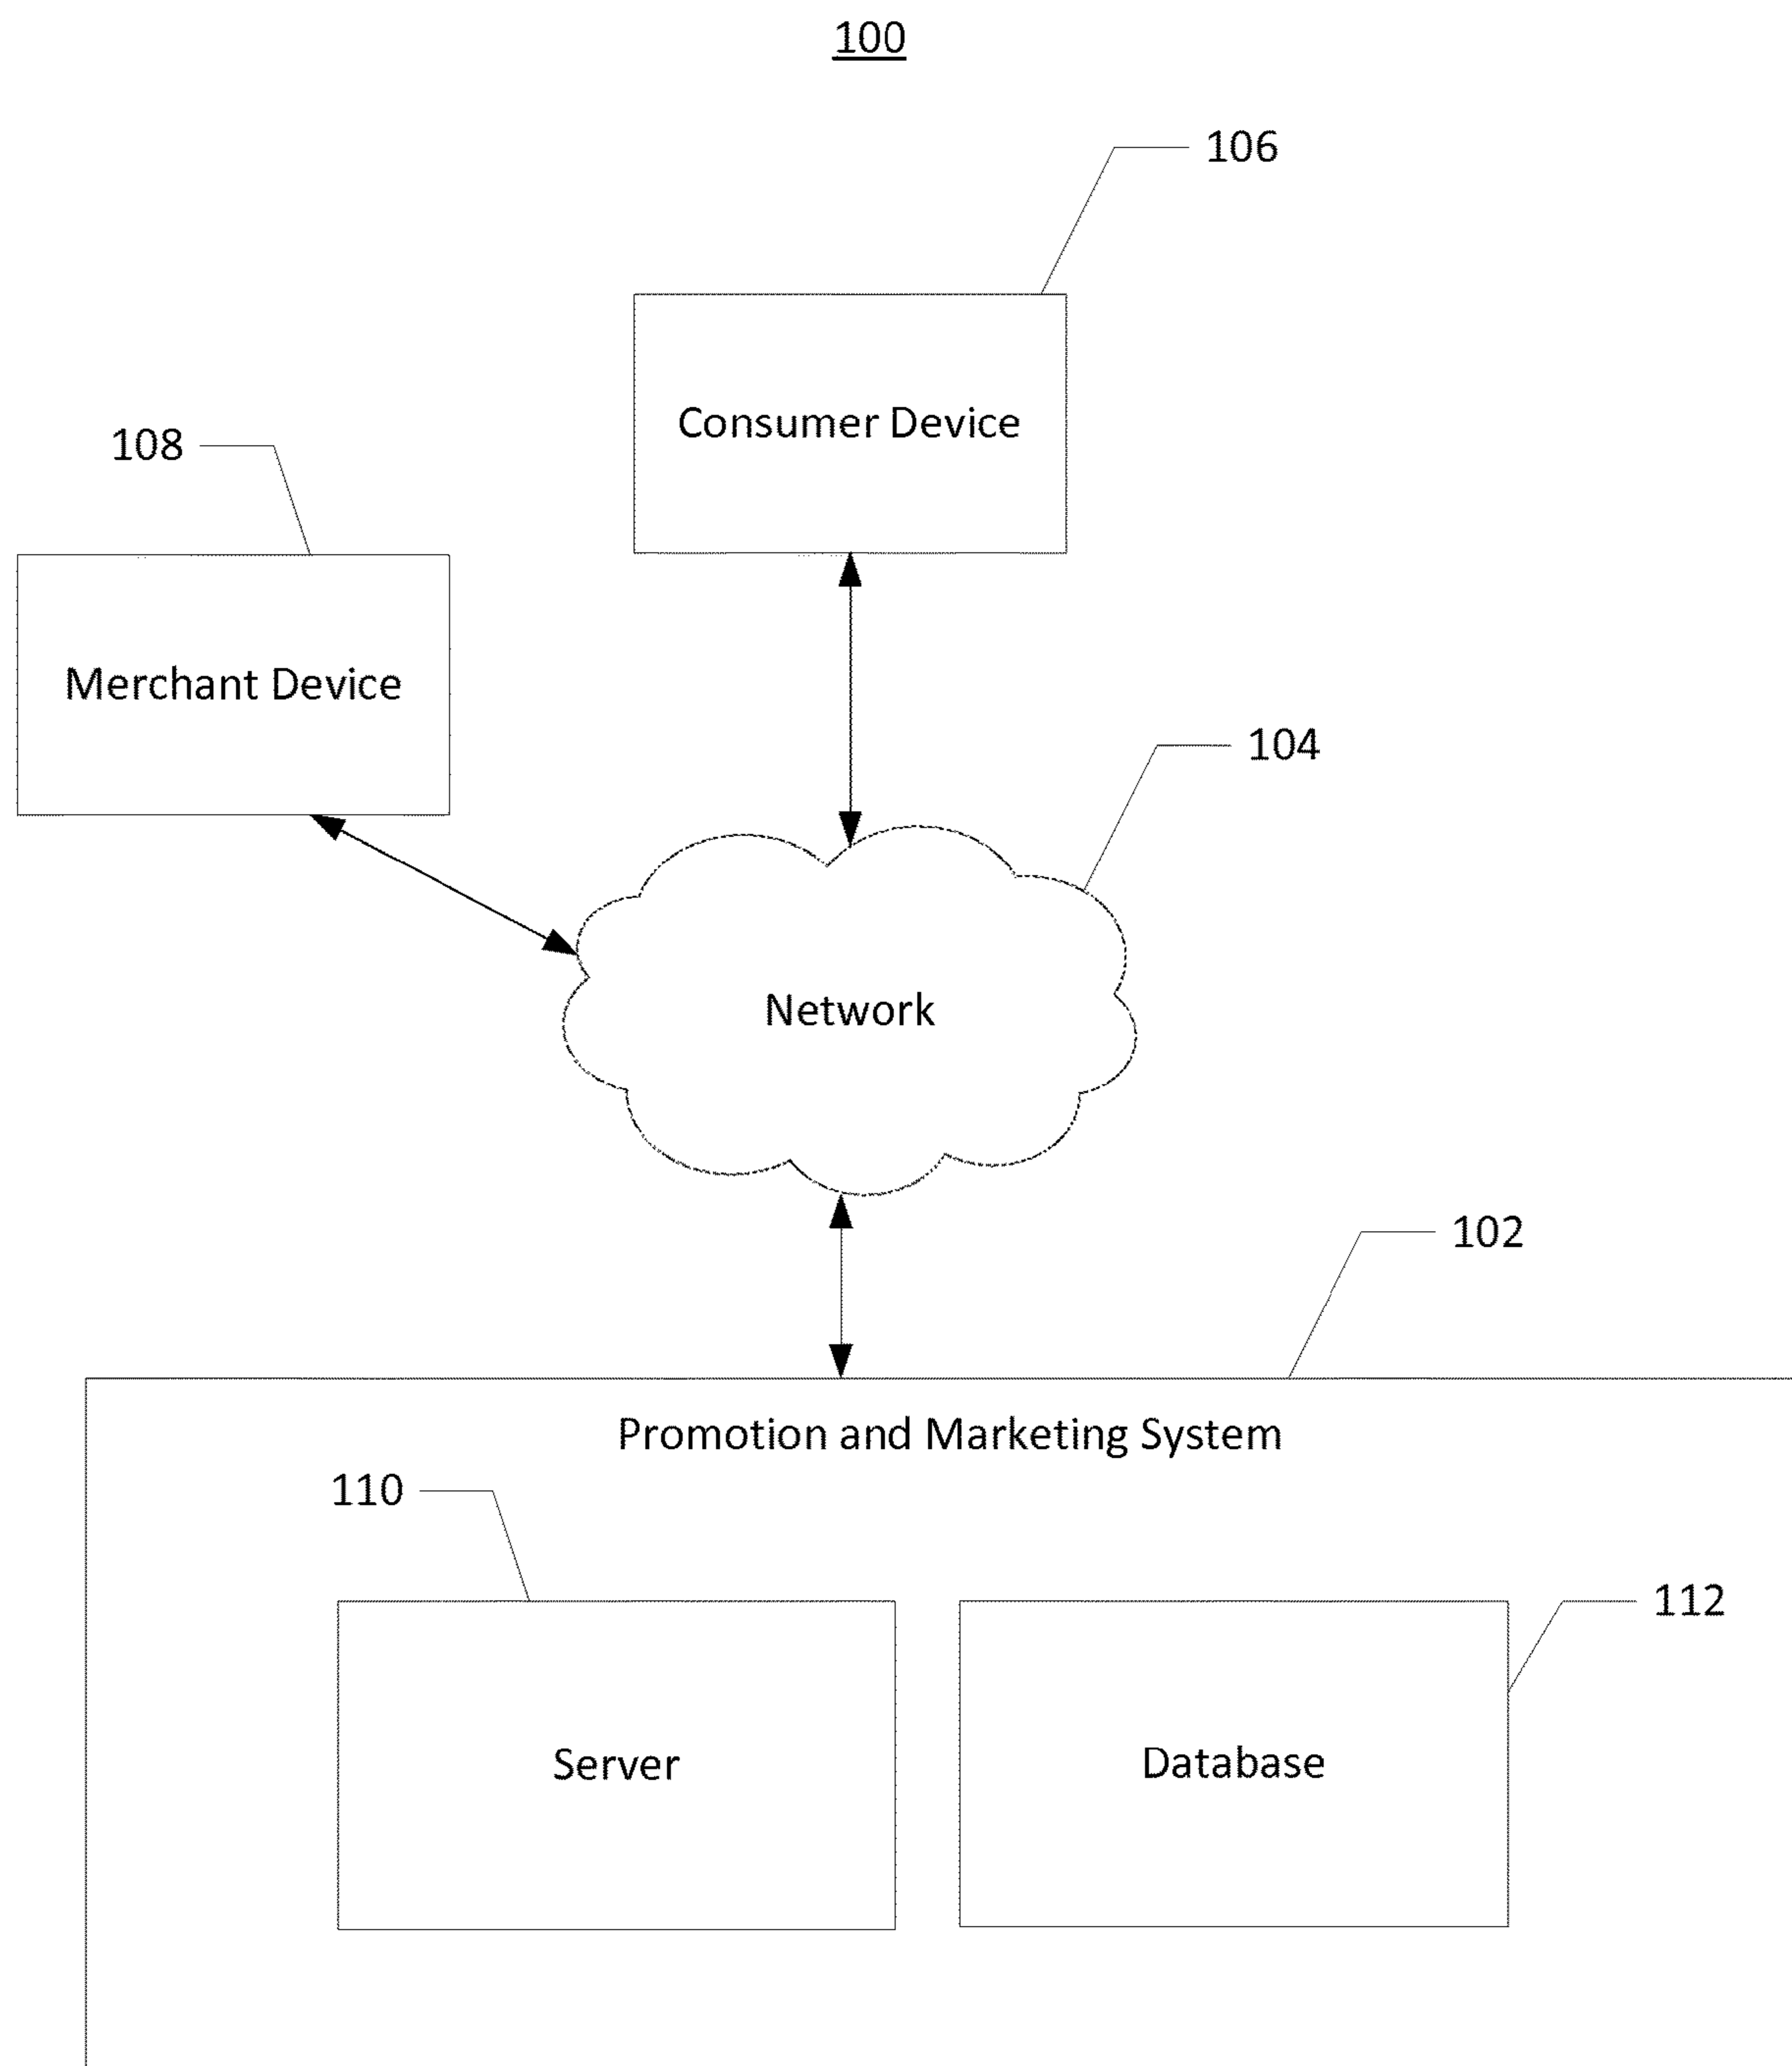 100
106
Consumer Device
108
Merchant Device
104
Network
102
Promotion and Marketing System
110
112
Server
Database